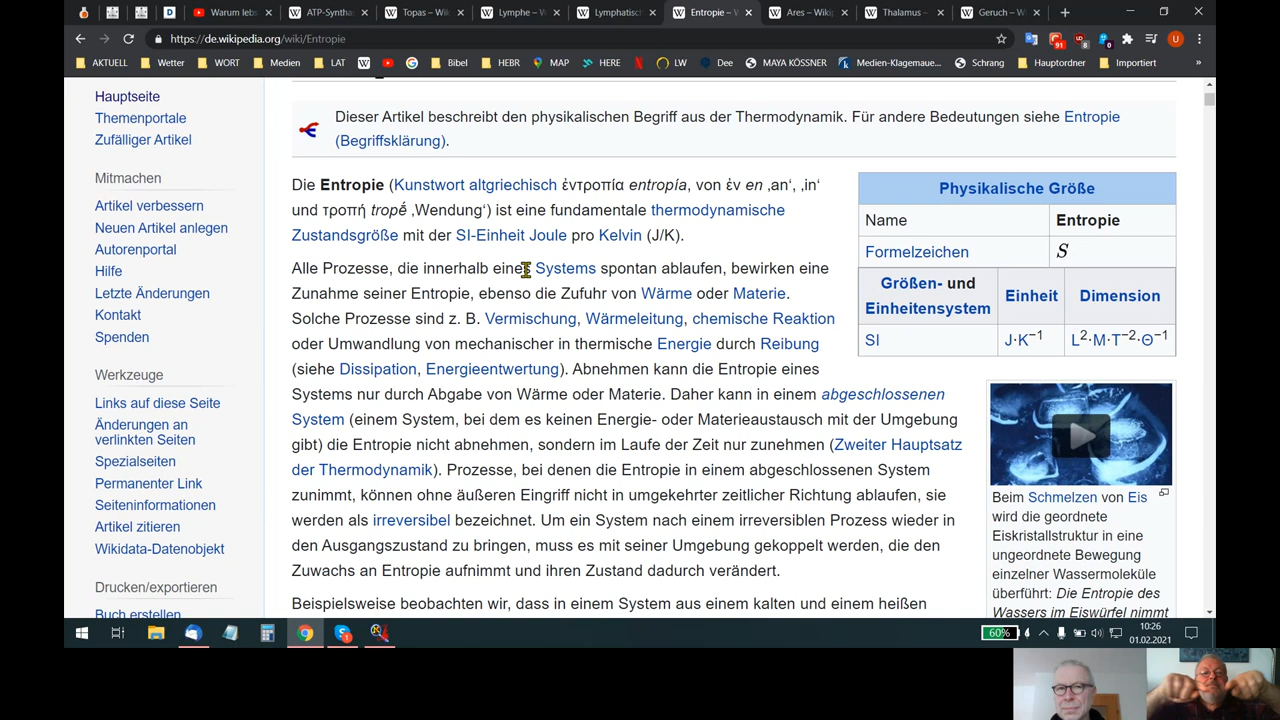 Warum lebs
ATP-Syntha
Topas – Wiki
Lymphe – W
Lymphatisch
Entropie – W
Ares – Wikip
Thalamus –
Geruch – W
https://de.wikipedia.org/wiki/Entropie
AKTUELL Wetter WORT Medien LAT Bibel HEBR MAP HERE LW Dee MAYA KÖSSNER Medien-Klagemaue... Schrang Hauptordner Importiert »
Hauptseite
Themenportale
Zufälliger Artikel
Mitmachen
Artikel verbessern
Neuen Artikel anlegen
Autorenportal
Hilfe
Letzte Änderungen
Kontakt
Spenden
Werkzeuge
Links auf diese Seite
Änderungen an
verlinkten Seiten
Spezialseiten
Permanenter Link
Seiteninformationen
Artikel zitieren
Wikidata-Datenobjekt
Drucken/exportieren
Buch erstellen
Dieser Artikel beschreibt den physikalischen Begriff aus der Thermodynamik. Für andere Bedeutungen siehe Entropie
(Begriffsklärung).
Die Entropie (Kunstwort altgriechisch ἐντροπία entropía, von ἐν en ‚an‘, ‚in‘
und τροπή tropḗ ‚Wendung‘) ist eine fundamentale thermodynamische
Zustandsgröße mit der SI-Einheit Joule pro Kelvin (J/K).
Alle Prozesse, die innerhalb eines Systems spontan ablaufen, bewirken eine
Zunahme seiner Entropie, ebenso die Zufuhr von Wärme oder Materie.
Solche Prozesse sind z. B. Vermischung, Wärmeleitung, chemische Reaktion
oder Umwandlung von mechanischer in thermische Energie durch Reibung
(siehe Dissipation, Energieentwertung). Abnehmen kann die Entropie eines
Systems nur durch Abgabe von Wärme oder Materie. Daher kann in einem abgeschlossenen
System (einem System, bei dem es keinen Energie- oder Materieaustausch mit der Umgebung
gibt) die Entropie nicht abnehmen, sondern im Laufe der Zeit nur zunehmen (Zweiter Hauptsatz
der Thermodynamik). Prozesse, bei denen die Entropie in einem abgeschlossenen System
zunimmt, können ohne äußeren Eingriff nicht in umgekehrter zeitlicher Richtung ablaufen, sie
werden als irreversibel bezeichnet. Um ein System nach einem irreversiblen Prozess wieder in
den Ausgangszustand zu bringen, muss es mit seiner Umgebung gekoppelt werden, die den
Zuwachs an Entropie aufnimmt und ihren Zustand dadurch verändert.
Beispielsweise beobachten wir, dass in einem System aus einem kalten und einem heißen
Physikalische Größe
Name Entropie
Formelzeichen S
Größen- und
Einheitensystem Einheit Dimension
SI J·K⁻¹ L²·M·T⁻²·Θ⁻¹
Beim Schmelzen von Eis
wird die geordnete
Eiskristallstruktur in eine
ungeordnete Bewegung
einzelner Wassermoleküle
überführt: Die Entropie des
Wassers im Eiswürfel nimmt
60%
10:26
01.02.2021